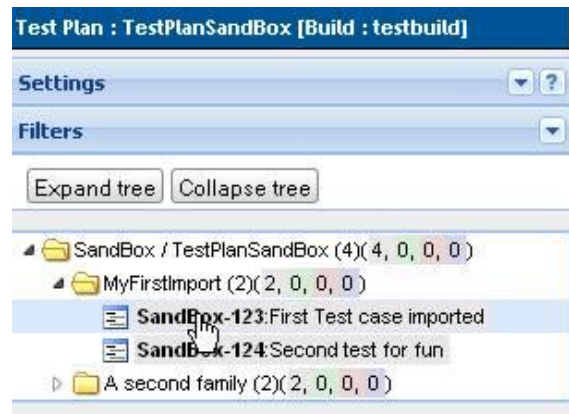 Test Plan : TestPlanSandBox [Build : testbuild]
Settings
?
Filters
Expand tree Collapse tree
SandBox / TestPlanSandBox (4)( 4, 0, 0, 0 )
MyFirstImport (2)( 2, 0, 0, 0 )
SandBox-123:First Test case imported
SandBox-124:Second test for fun
A second family (2)( 2, 0, 0, 0 )